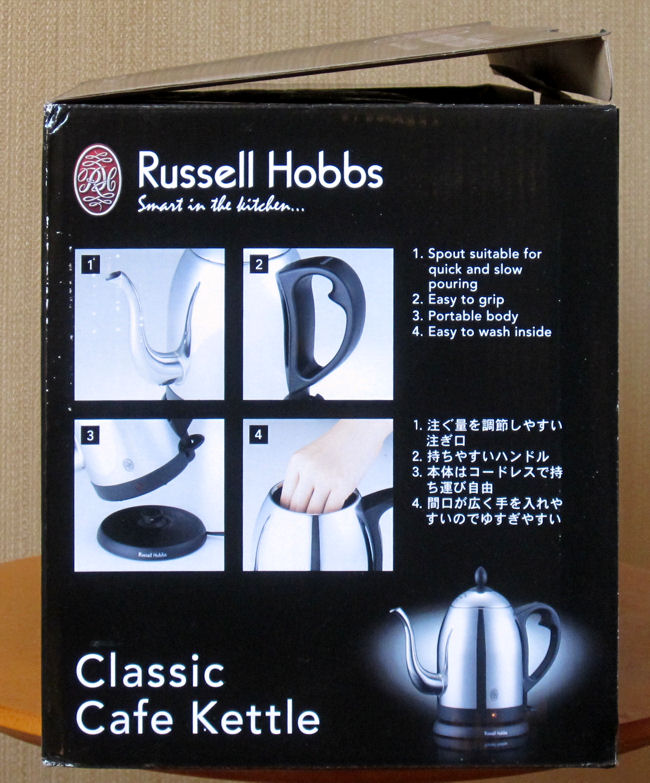 Russell Hobbs
Smart in the kitchen...
1
2
1. Spout suitable for
quick and slow
pouring
2. Easy to grip
3. Portable body
4. Easy to wash inside
3
4
Russell Hobbs
1. 注ぐ量を調節しやすい
注ぎ口
2. 持ちやすいハンドル
3. 本体はコードレスで持
ち運び自由
4. 間口が広く手を入れや
すいのでゆすぎやすい
Classic
Cafe Kettle
Russell Hobbs